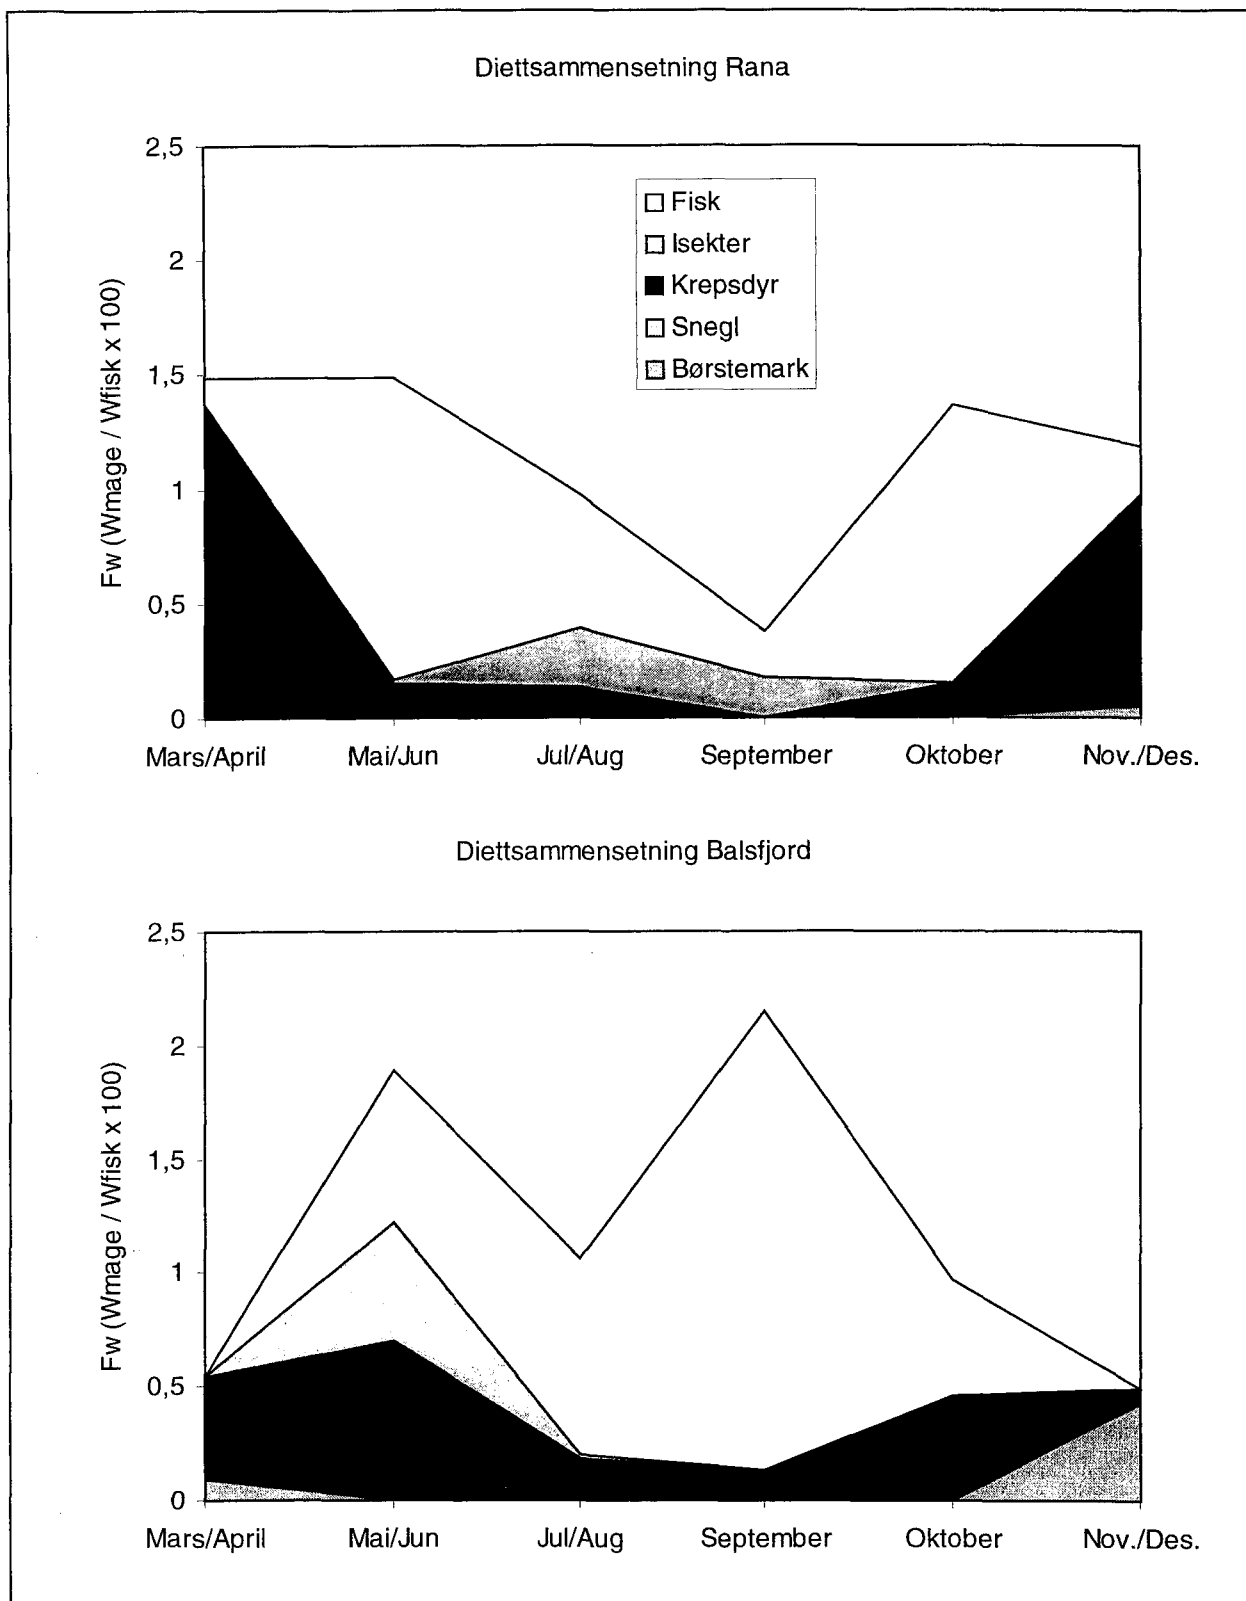 Diettsammensetning Rana
2,5
2
1,5
1
0,5
0
Fw (Wmage / Wfisk x 100)
Fisk
Isekter
Krepsdyr
Snegl
Børstemark
Mars/April Mai/Jun Jul/Aug September Oktober Nov./Des.
Diettsammensetning Balsfjord
2,5
2
1,5
1
0,5
0
Fw (Wmage / Wfisk x 100)
Mars/April Mai/Jun Jul/Aug September Oktober Nov./Des.